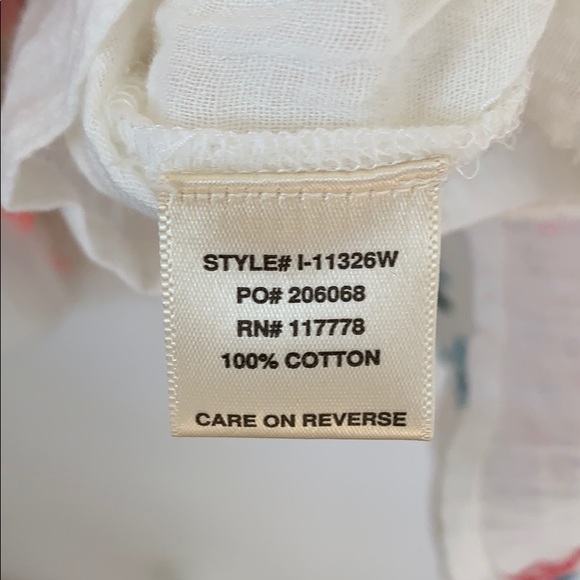 STYLE# I-11326W
PO# 206068
RN# 117778
100% COTTON
CARE ON REVERSE